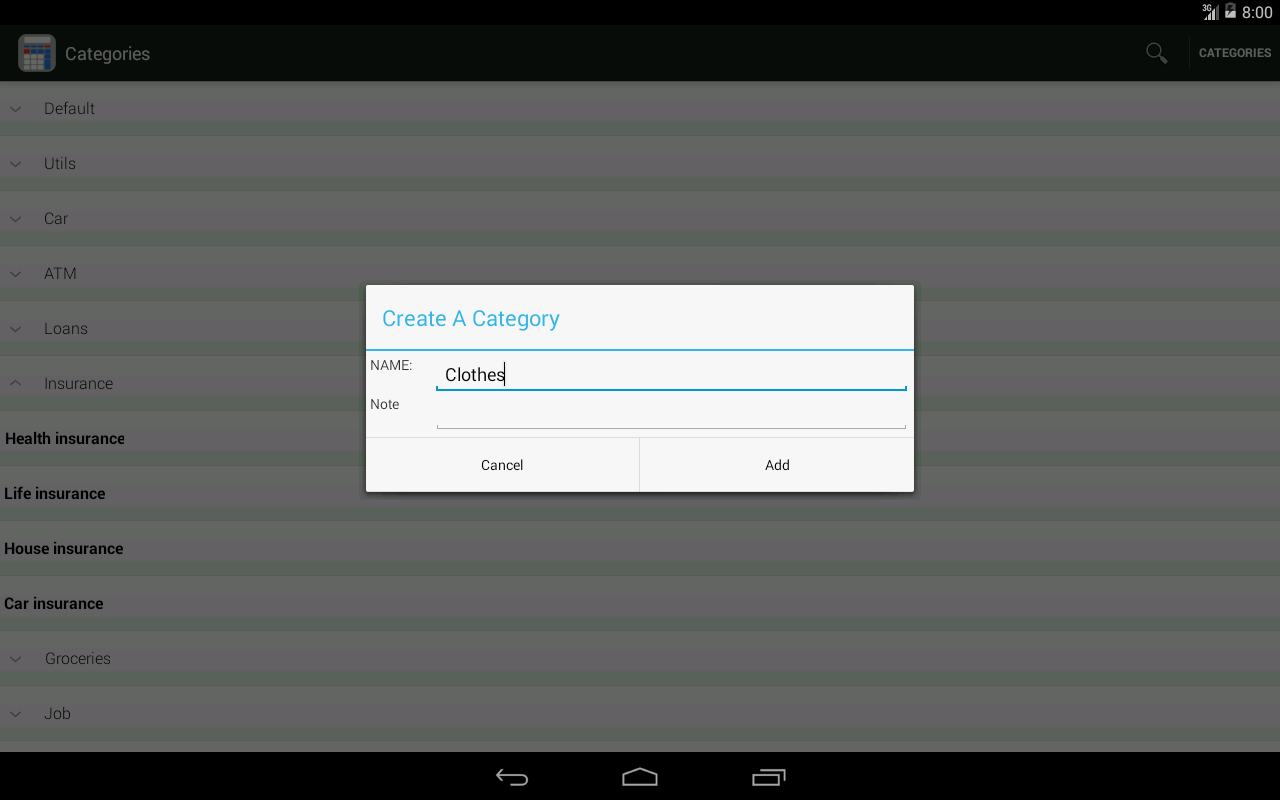 3G 8:00
Categories CATEGORIES
Default
Utils
Car
ATM
Loans
Insurance
Health insurance
Life insurance
House insurance
Car insurance
Groceries
Job
Create A Category
NAME: Clothes
Note
Cancel Add